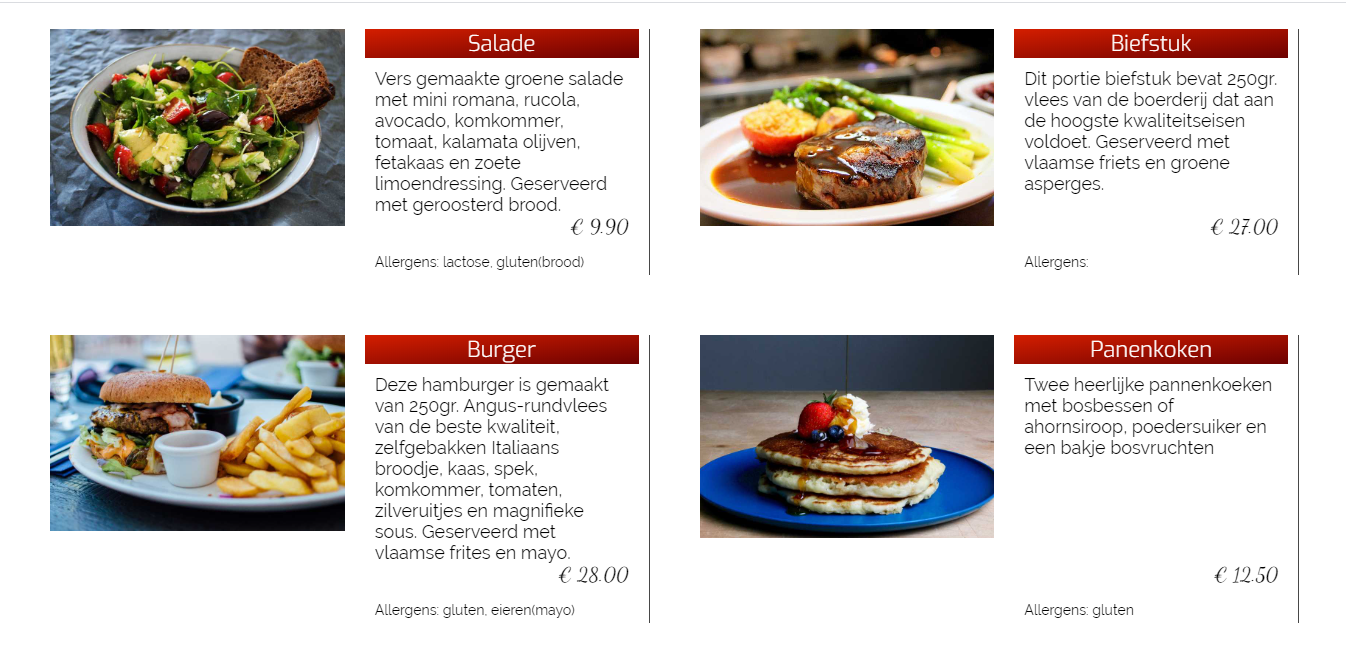 Salade
Vers gemaakte groene salade
met mini romana, rucola,
avocado, komkommer,
tomaat, kalamata olijven,
fetakaas en zoete
limoendressing. Geserveerd
met geroosterd brood.
€ 9.90
Allergens: lactose, gluten(brood)
Biefstuk
Dit portie biefstuk bevat 250gr.
vlees van de boerderij dat aan
de hoogste kwaliteitseisen
voldoet. Geserveerd met
vlaamse friets en groene
asperges.
€ 27.00
Allergens:
Burger
Deze hamburger is gemaakt
van 250gr. Angus-rundvlees
van de beste kwaliteit,
zelfgebakken Italiaans
broodje, kaas, spek,
komkommer, tomaten,
zilveruitjes en magnifieke
sous. Geserveerd met
vlaamse frites en mayo.
€ 28.00
Allergens: gluten, eieren(mayo)
Panenkoken
Twee heerlijke pannenkoeken
met bosbessen of
ahornsiroop, poedersuiker en
een bakje bosvruchten
€ 12.50
Allergens: gluten